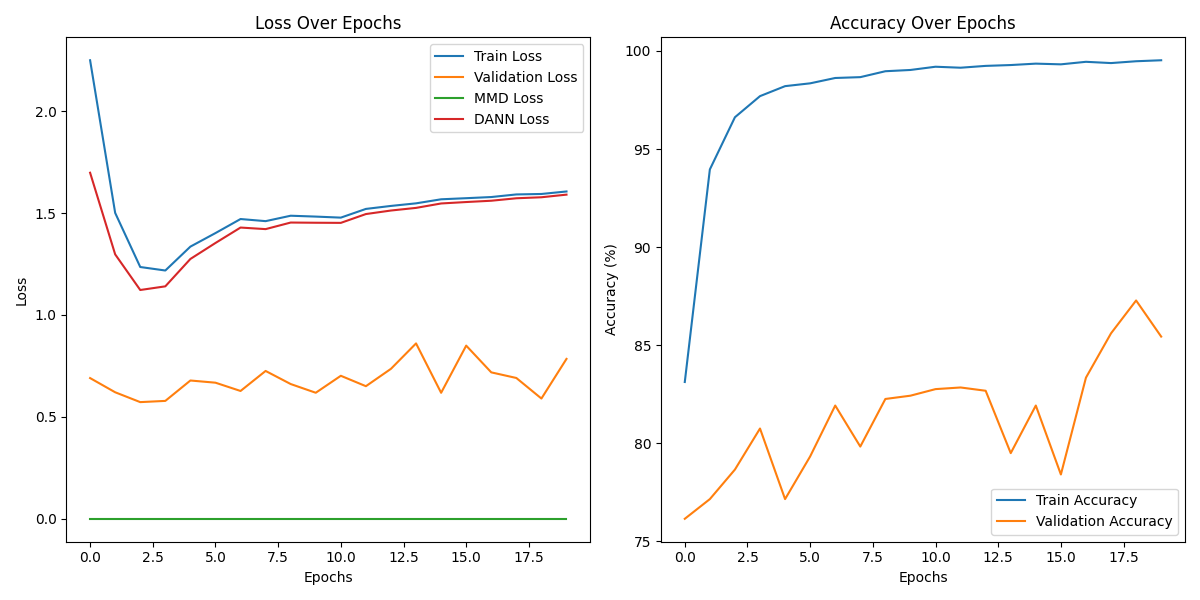 Loss Over Epochs
Train Loss
Validation Loss
MMD Loss
DANN Loss
2.0
1.5
1.0
0.5
0.0
Loss
0.0 2.5 5.0 7.5 10.0 12.5 15.0 17.5
Epochs
Accuracy Over Epochs
100
95
90
85
80
75
Accuracy (%)
Train Accuracy
Validation Accuracy
0.0 2.5 5.0 7.5 10.0 12.5 15.0 17.5
Epochs